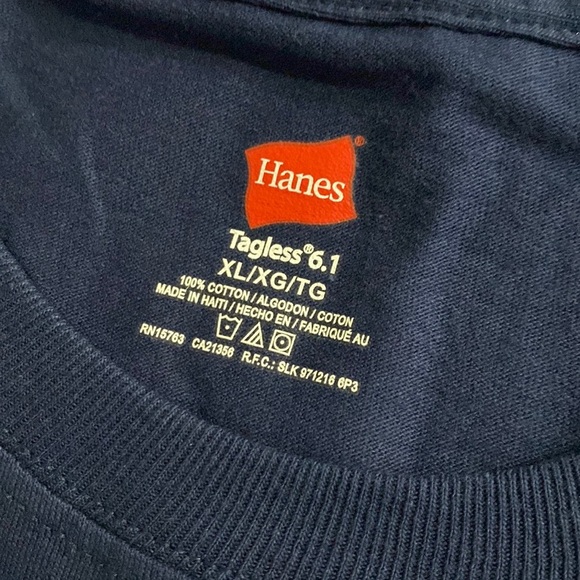 Hanes®
Tagless®6.1
XL/XG/TG
100% COTTON / ALGODON / COTON
MADE IN HAITI / HECHO EN / FABRIQUÉ AU
RN15763 CA21356 R.F.C.: SLK 971216 6P3